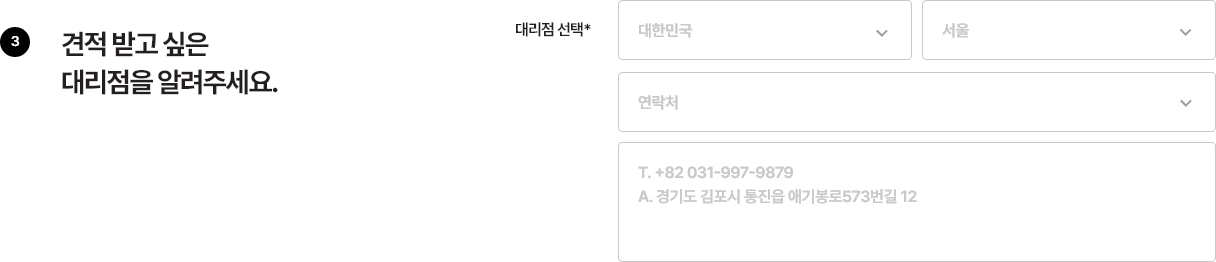 3
견적 받고 싶은
대리점을 알려주세요.
대리점 선택*
대한민국
서울
연락처
T. +82 031-997-9879
A. 경기도 김포시 통진읍 애기봉로573번길 12